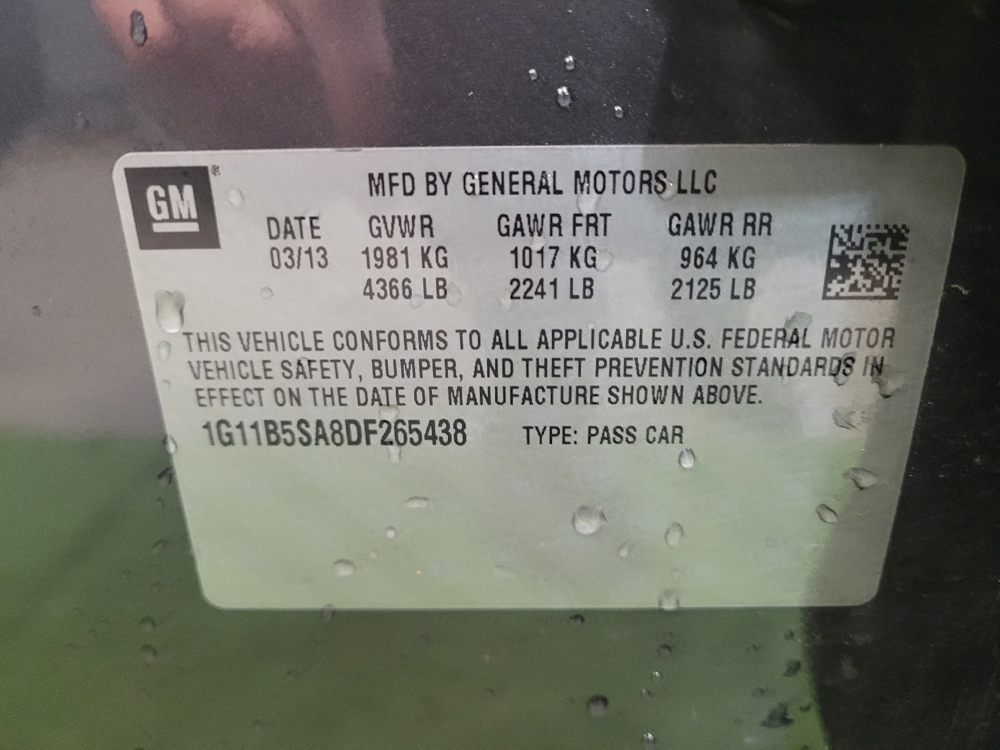 GM®
MFD BY GENERAL MOTORS LLC
DATE GVWR GAWR FRT GAWR RR
03/13 1981 KG 1017 KG 964 KG
4366 LB 2241 LB 2125 LB
THIS VEHICLE CONFORMS TO ALL APPLICABLE U.S. FEDERAL MOTOR
VEHICLE SAFETY, BUMPER, AND THEFT PREVENTION STANDARDS IN
EFFECT ON THE DATE OF MANUFACTURE SHOWN ABOVE.
1G11B5SA8DF265438 TYPE: PASS CAR